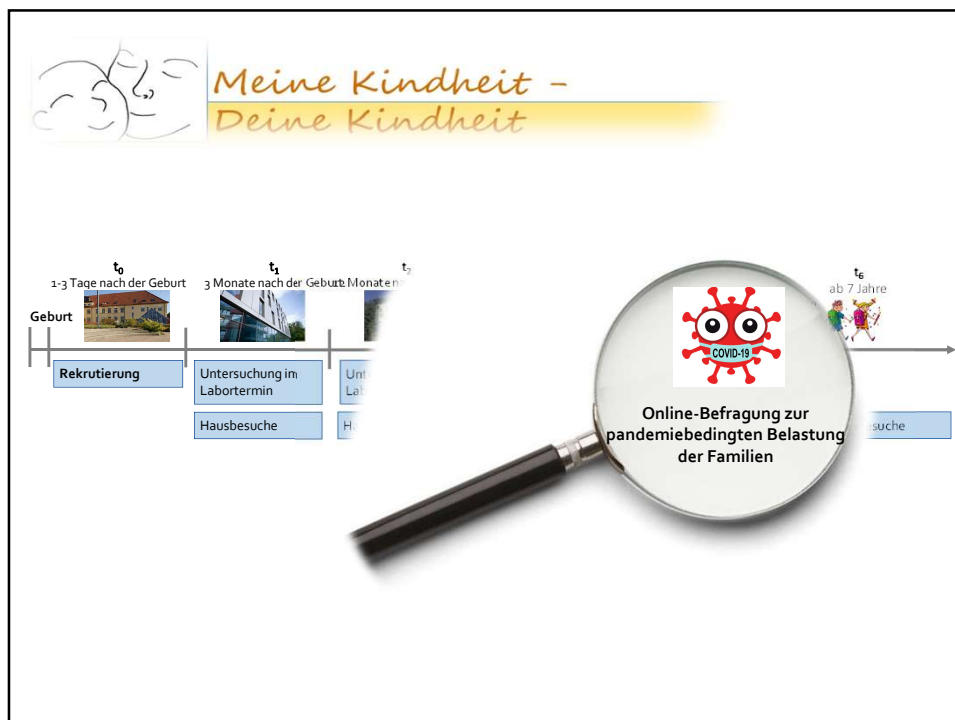 Meine Kindheit -
Deine Kindheit
t0
1-3 Tage nach der Geburt
t1
3 Monate nach der Geburt
t2
Monate
t6
ab 7 Jahre
Geburt
COVID-19
Rekrutierung
Untersuchung im
Labortermin
Hausbesuche
Online-Befragung zur
pandemiebedingten Belastung
der Familien